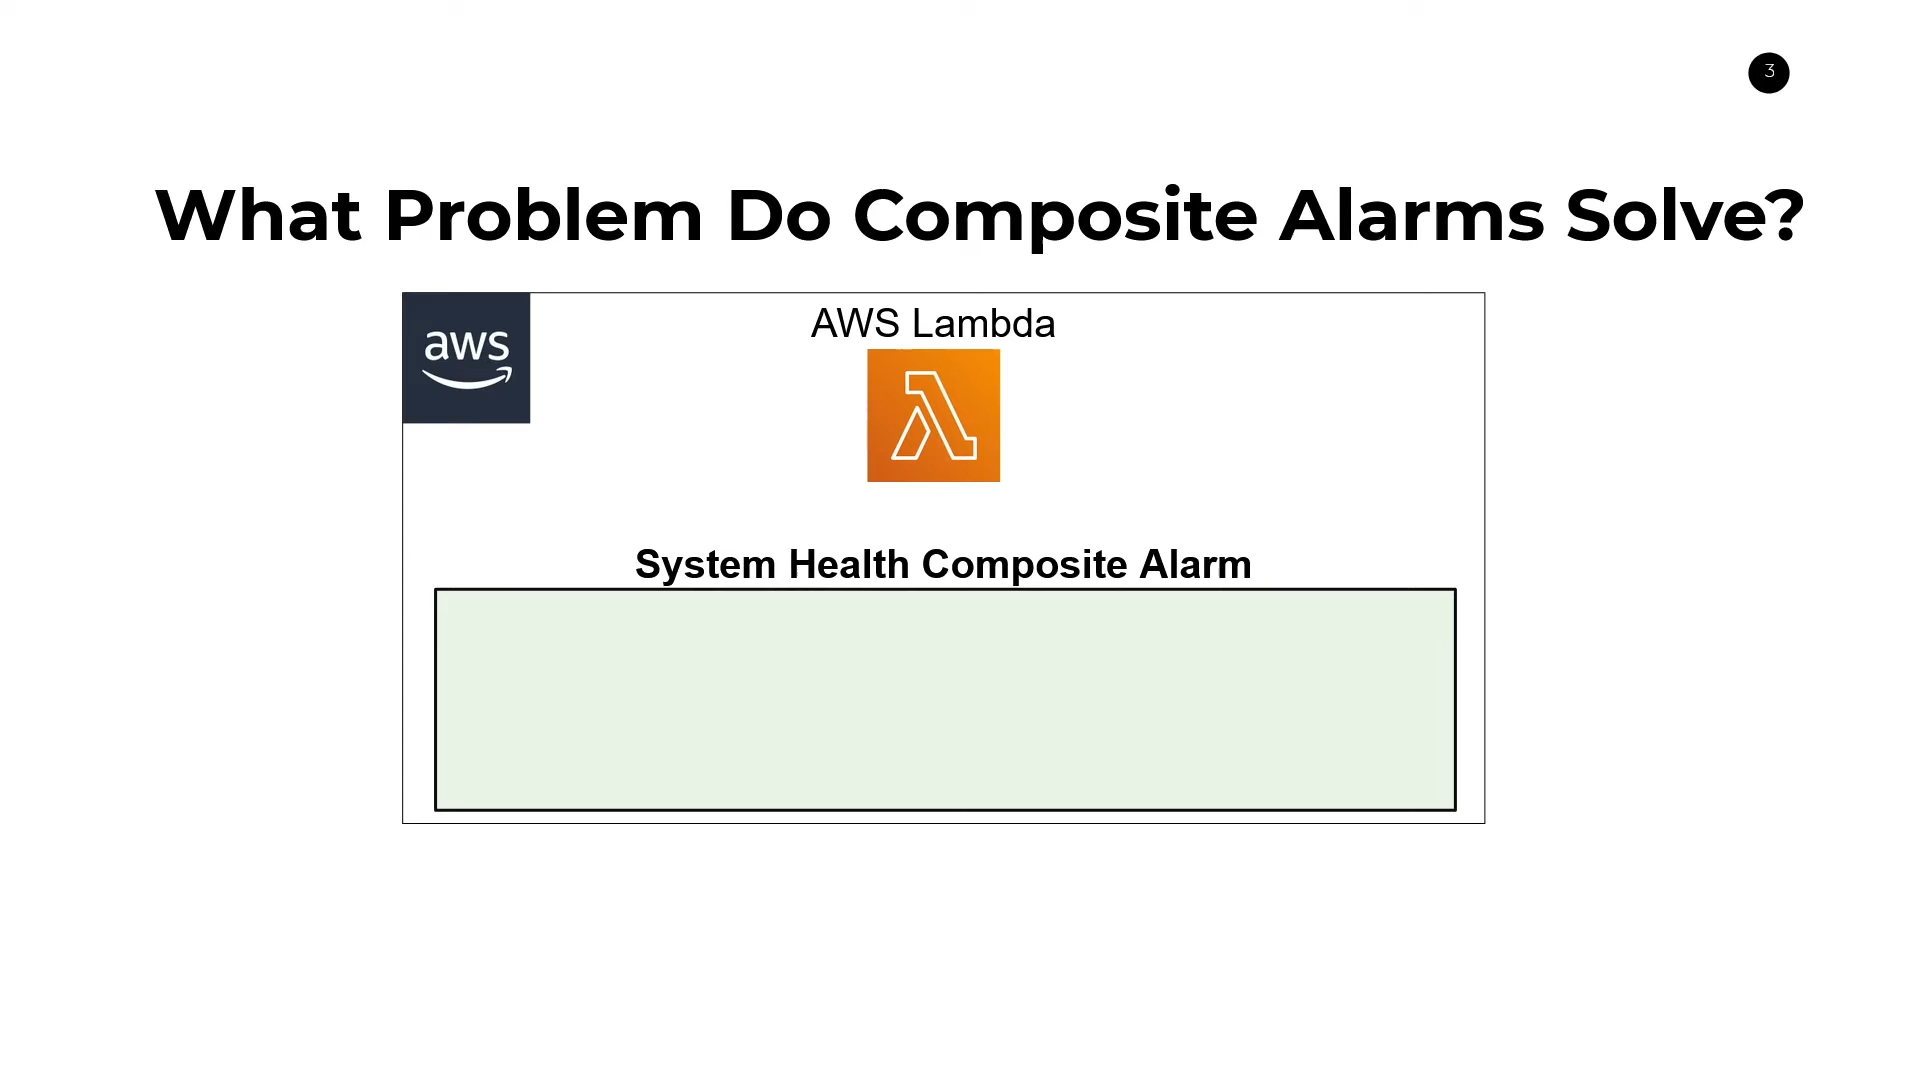 3
What Problem Do Composite Alarms Solve?
aws
AWS Lambda
System Health Composite Alarm